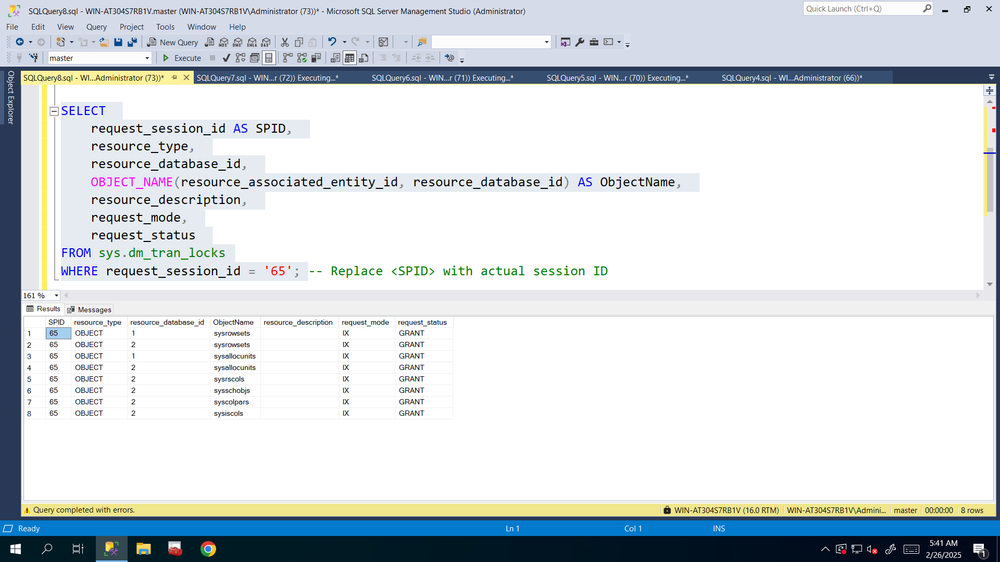 SQLQuery8.sql - WIN-AT304S7RB1V.master (WIN-AT304S7RB1V\Administrator (73))* - Microsoft SQL Server Management Studio (Administrator)
Quick Launch (Ctrl+Q)
File Edit View Query Project Tools Window Help
New Query MDX DMX XMLA DAX
master Execute
Object Explorer
SQLQuery8.sql - WI...Administrator (73))* SQLQuery7.sql - WIN...r (72)) Executing...* SQLQuery6.sql - WIN...r (71)) Executing...* SQLQuery5.sql - WIN...r (70)) Executing...* SQLQuery4.sql - WI...Administrator (66))*
SELECT
request_session_id AS SPID,
resource_type,
resource_database_id,
OBJECT_NAME(resource_associated_entity_id, resource_database_id) AS ObjectName,
resource_description,
request_mode,
request_status
FROM sys.dm_tran_locks
WHERE request_session_id = '65'; -- Replace <SPID> with actual session ID
161 %
Results Messages
SPID resource_type resource_database_id ObjectName resource_description request_mode request_status
1 65 OBJECT 1 sysrowsets IX GRANT
2 65 OBJECT 2 sysrowsets IX GRANT
3 65 OBJECT 1 sysallocunits IX GRANT
4 65 OBJECT 2 sysallocunits IX GRANT
5 65 OBJECT 2 sysrscols IX GRANT
6 65 OBJECT 2 sysschobjs IX GRANT
7 65 OBJECT 2 syscolpars IX GRANT
8 65 OBJECT 2 sysiscols IX GRANT
Query completed with errors. WIN-AT304S7RB1V (16.0 RTM) WIN-AT304S7RB1V\Admini... master 00:00:00 8 rows
Ready Ln 1 Col 1 INS
5:41 AM
2/26/2025
1